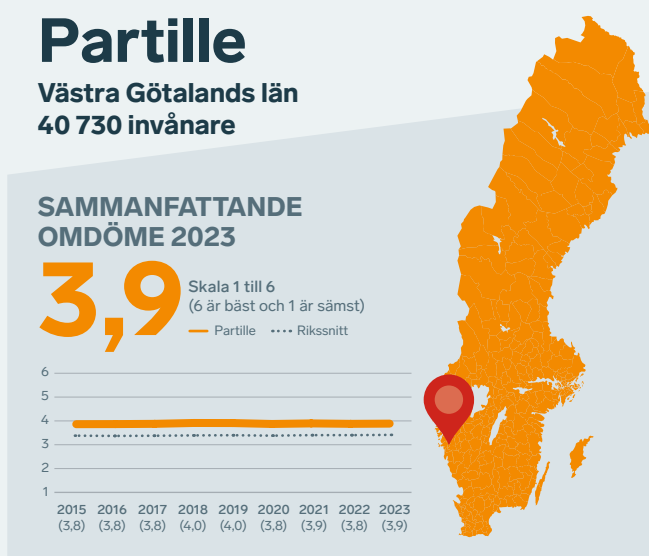 Partille
Västra Götalands län
40 730 invånare
SAMMANFATTANDE
OMDÖME 2023
3,9
Skala 1 till 6
(6 är bäst och 1 är sämst)
Partille Rikssnitt
6
5
4
3
2
1
2015 2016 2017 2018 2019 2020 2021 2022 2023
(3,8) (3,8) (3,8) (4,0) (4,0) (3,8) (3,9) (3,8) (3,9)